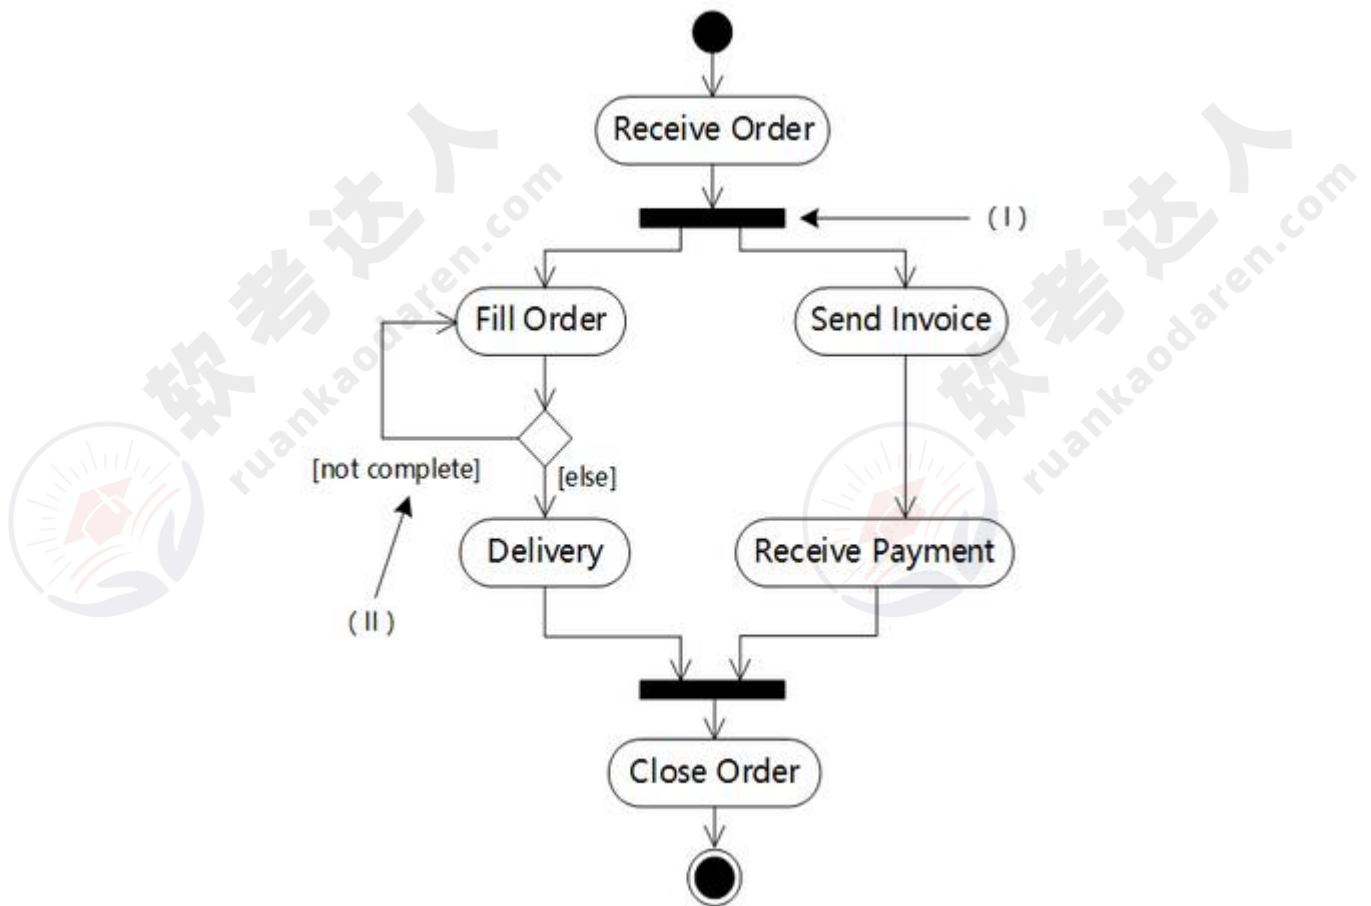 Receive Order
( I )
Fill Order
Send Invoice
[not complete]
[else]
Delivery
Receive Payment
( II )
Close Order
软考达人
ruankaodaren.com
软考达人
ruankaodaren.com